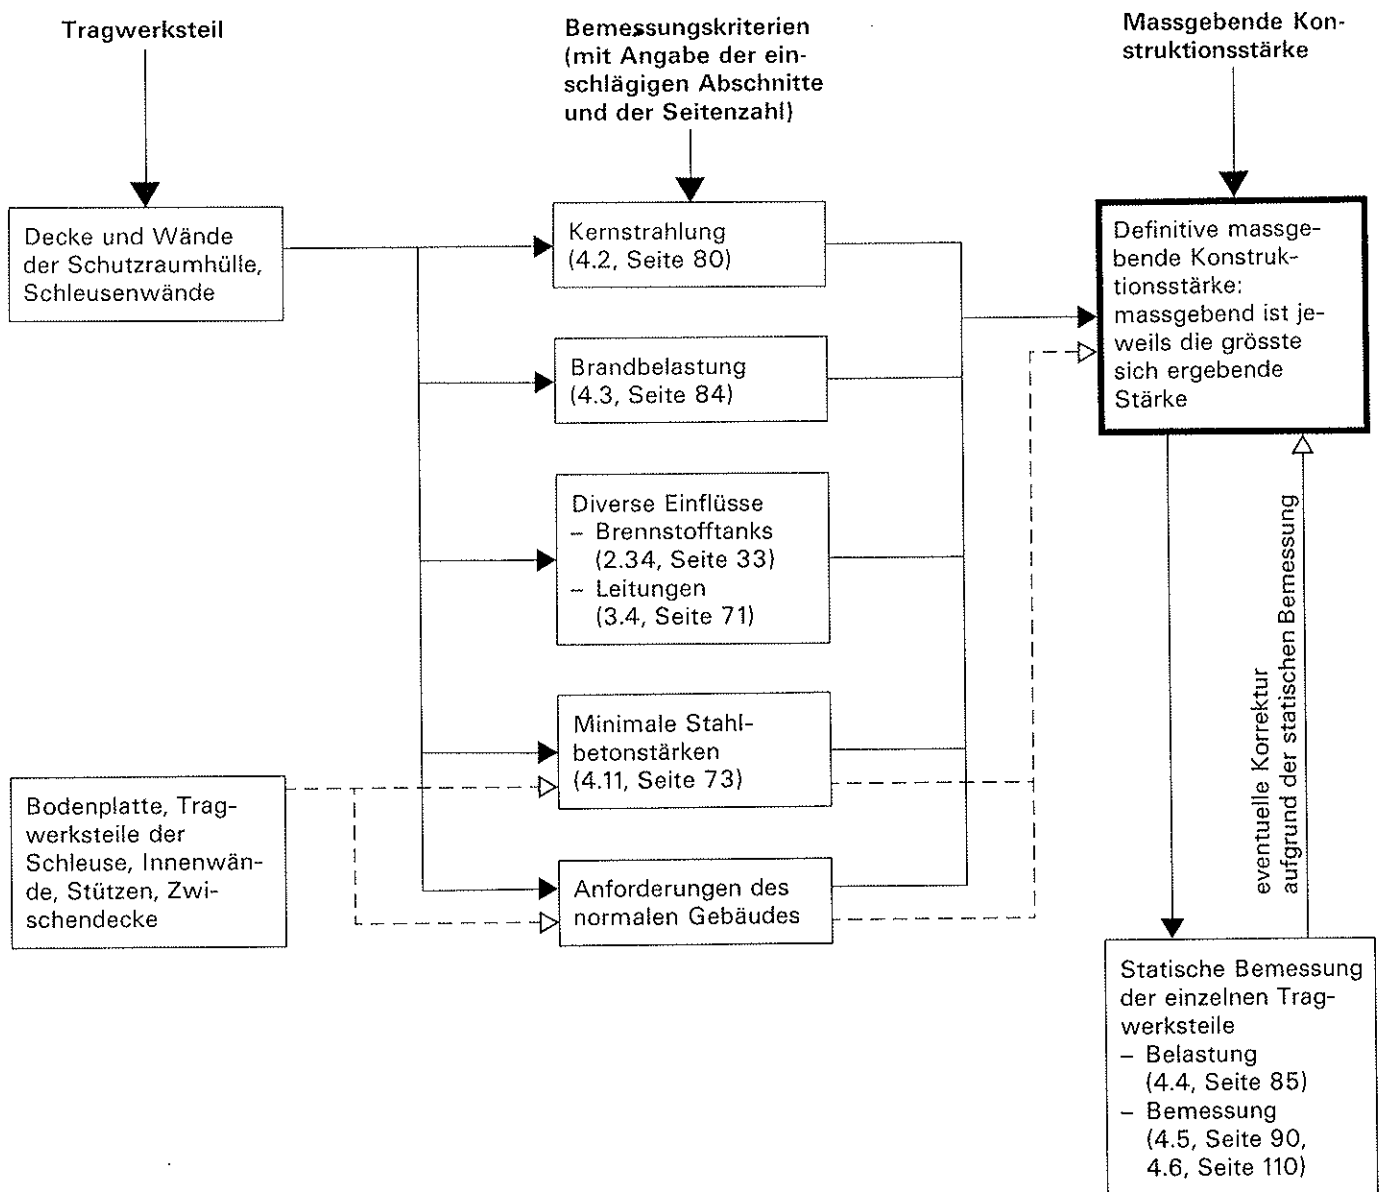 Tragwerksteil
Bemessungskriterien
(mit Angabe der ein-
schlägigen Abschnitte
und der Seitenzahl)
Massgebende Kon-
struktionsstärke
Decke und Wände
der Schutzraumhülle,
Schleusenwände
Kernstrahlung
(4.2, Seite 80)
Definitive massge-
bende Konstruk-
tionsstärke:
massgebend ist je-
weils die grösste
sich ergebende
Stärke
Brandbelastung
(4.3, Seite 84)
Diverse Einflüsse
– Brennstofftanks
(2.34, Seite 33)
– Leitungen
(3.4, Seite 71)
Minimale Stahl-
betonstärken
(4.11, Seite 73)
Bodenplatte, Trag-
werksteile der
Schleuse, Innenwän-
de, Stützen, Zwi-
schendecke
Anforderungen des
normalen Gebäudes
eventuelle Korrektur
aufgrund der statischen Bemessung
Statische Bemessung
der einzelnen Trag-
werksteile
– Belastung
(4.4, Seite 85)
– Bemessung
(4.5, Seite 90,
4.6, Seite 110)